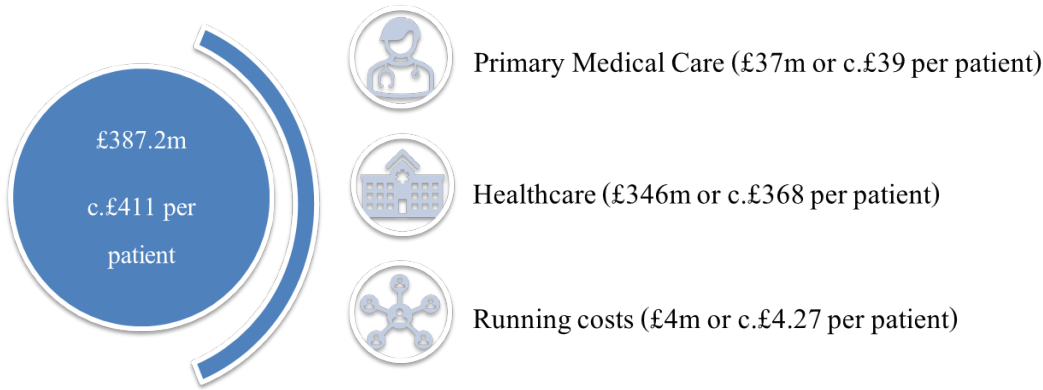 £387.2m
c.£411 per
patient
Primary Medical Care (£37m or c.£39 per patient)
Healthcare (£346m or c.£368 per patient)
Running costs (£4m or c.£4.27 per patient)